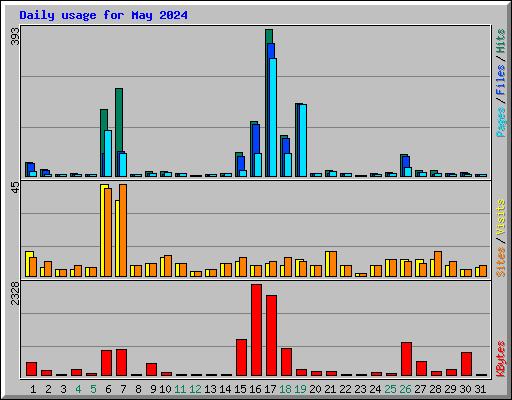 Daily usage for May 2024
393
Pages / Files / Hits
45
Sites / Visits
2328
KBytes
1 2 3 4 5 6 7 8 9 10 11 12 13 14 15 16 17 18 19 20 21 22 23 24 25 26 27 28 29 30 31